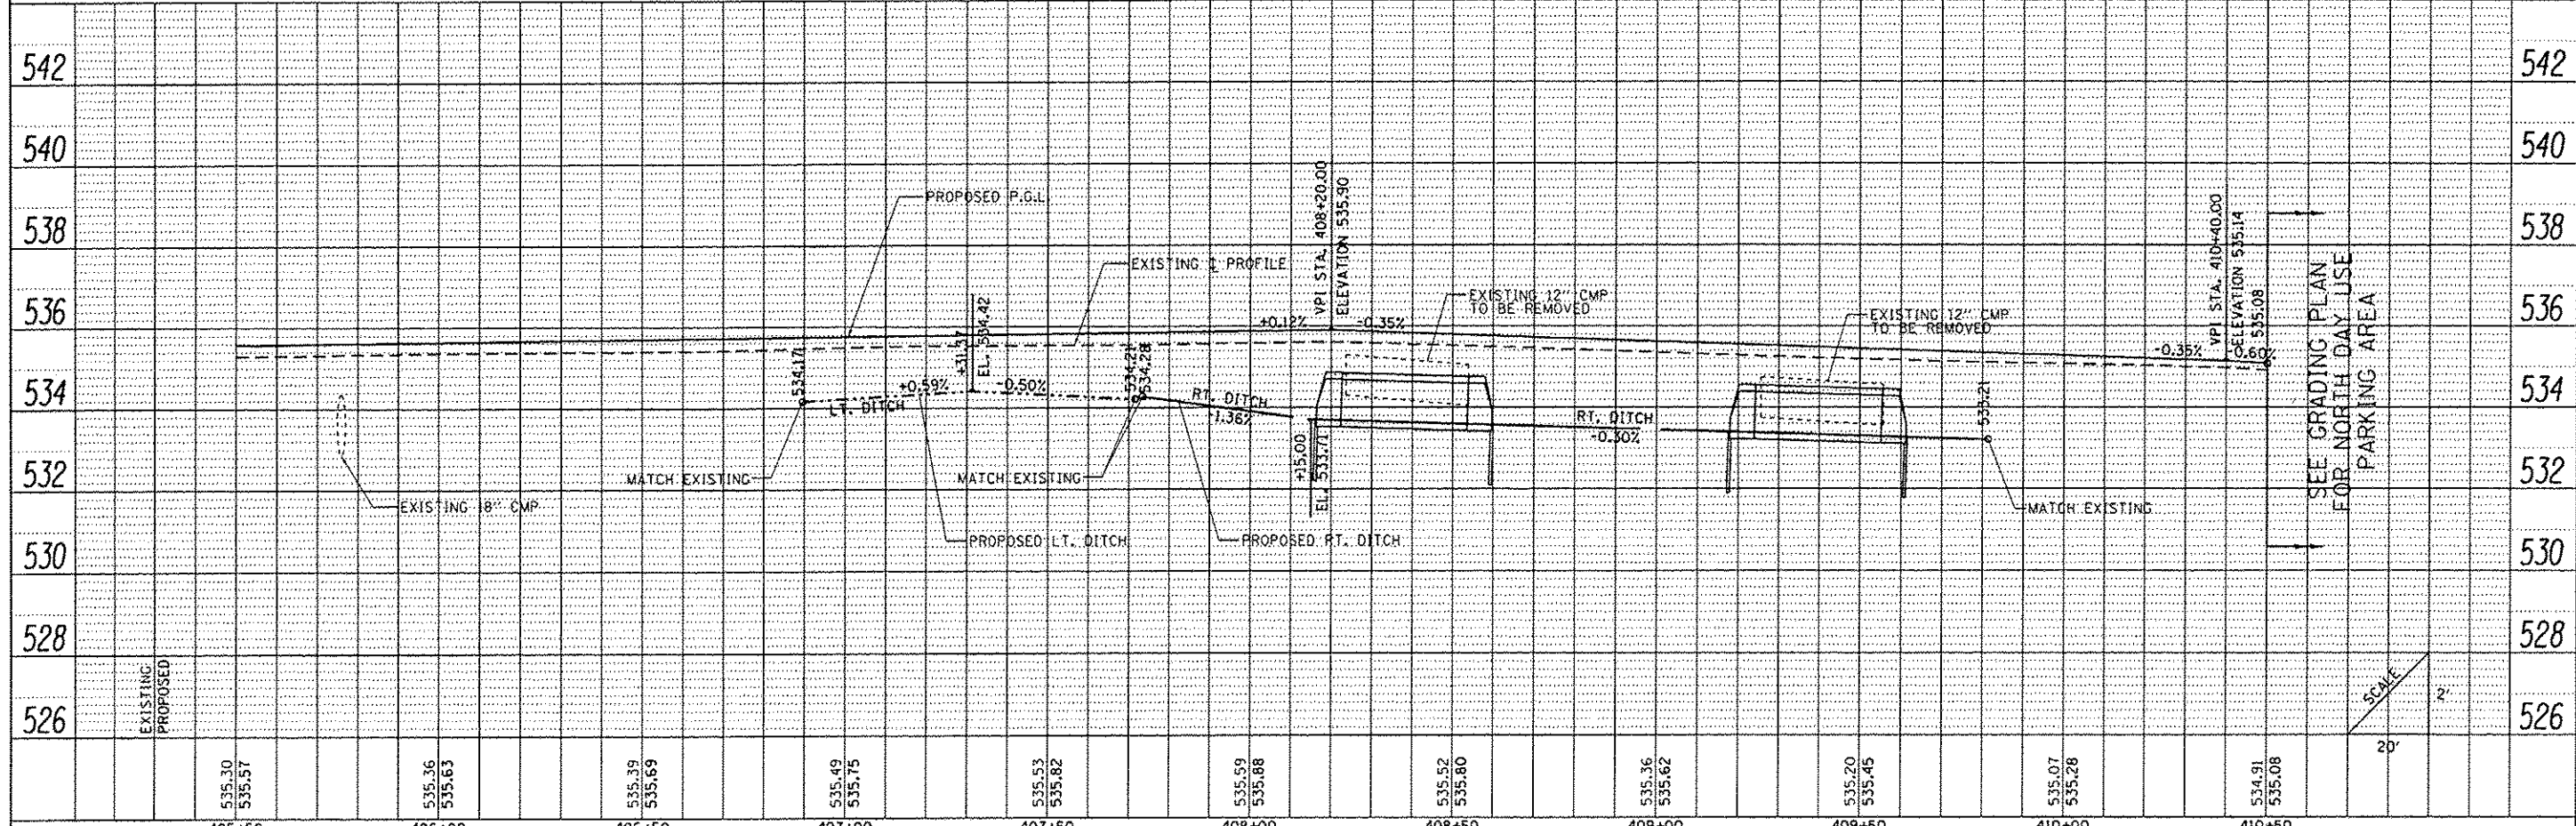 542
542
540
540
538
538
536
536
534
534
532
532
530
530
528
528
526
526
PROPOSED P.G.L.
EXISTING ℄ PROFILE
VPI STA. 408+20.00
ELEVATION 535.90
+0.12%
-0.35%
EXISTING 12" CMP
TO BE REMOVED
EXISTING 12" CMP
TO BE REMOVED
VPI STA. 410+40.00
ELEVATION 535.14
535.08
-0.35%
-0.60%
SEE GRADING PLAN
FOR NORTH DAY USE
PARKING AREA
534.17
+0.59%
LT. DITCH
+31.37
EL. 534.42
-0.50%
534.21
534.28
RT. DITCH
-1.36%
+15.00
EL. 533.71
RT. DITCH
-0.30%
533.21
MATCH EXISTING
MATCH EXISTING
MATCH EXISTING
EXISTING 18" CMP
PROPOSED LT. DITCH
PROPOSED RT. DITCH
EXISTING
PROPOSED
SCALE
2'
20'
535.30
535.57
535.36
535.63
535.39
535.69
535.49
535.75
535.53
535.82
535.59
535.88
535.52
535.80
535.36
535.62
535.20
535.45
535.07
535.28
534.91
535.08